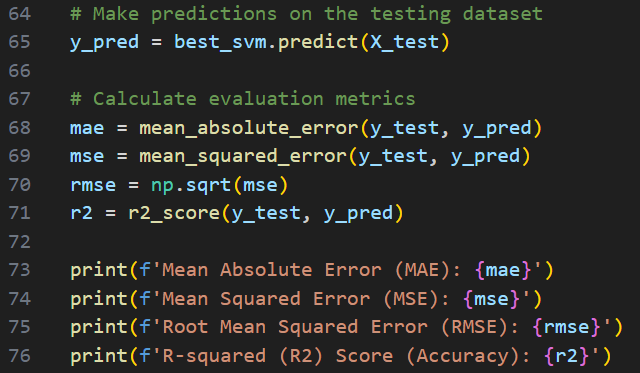 64 # Make predictions on the testing dataset
65 y_pred = best_svm.predict(X_test)
66
67 # Calculate evaluation metrics
68 mae = mean_absolute_error(y_test, y_pred)
69 mse = mean_squared_error(y_test, y_pred)
70 rmse = np.sqrt(mse)
71 r2 = r2_score(y_test, y_pred)
72
73 print(f'Mean Absolute Error (MAE): {mae}')
74 print(f'Mean Squared Error (MSE): {mse}')
75 print(f'Root Mean Squared Error (RMSE): {rmse}')
76 print(f'R-squared (R2) Score (Accuracy): {r2}')